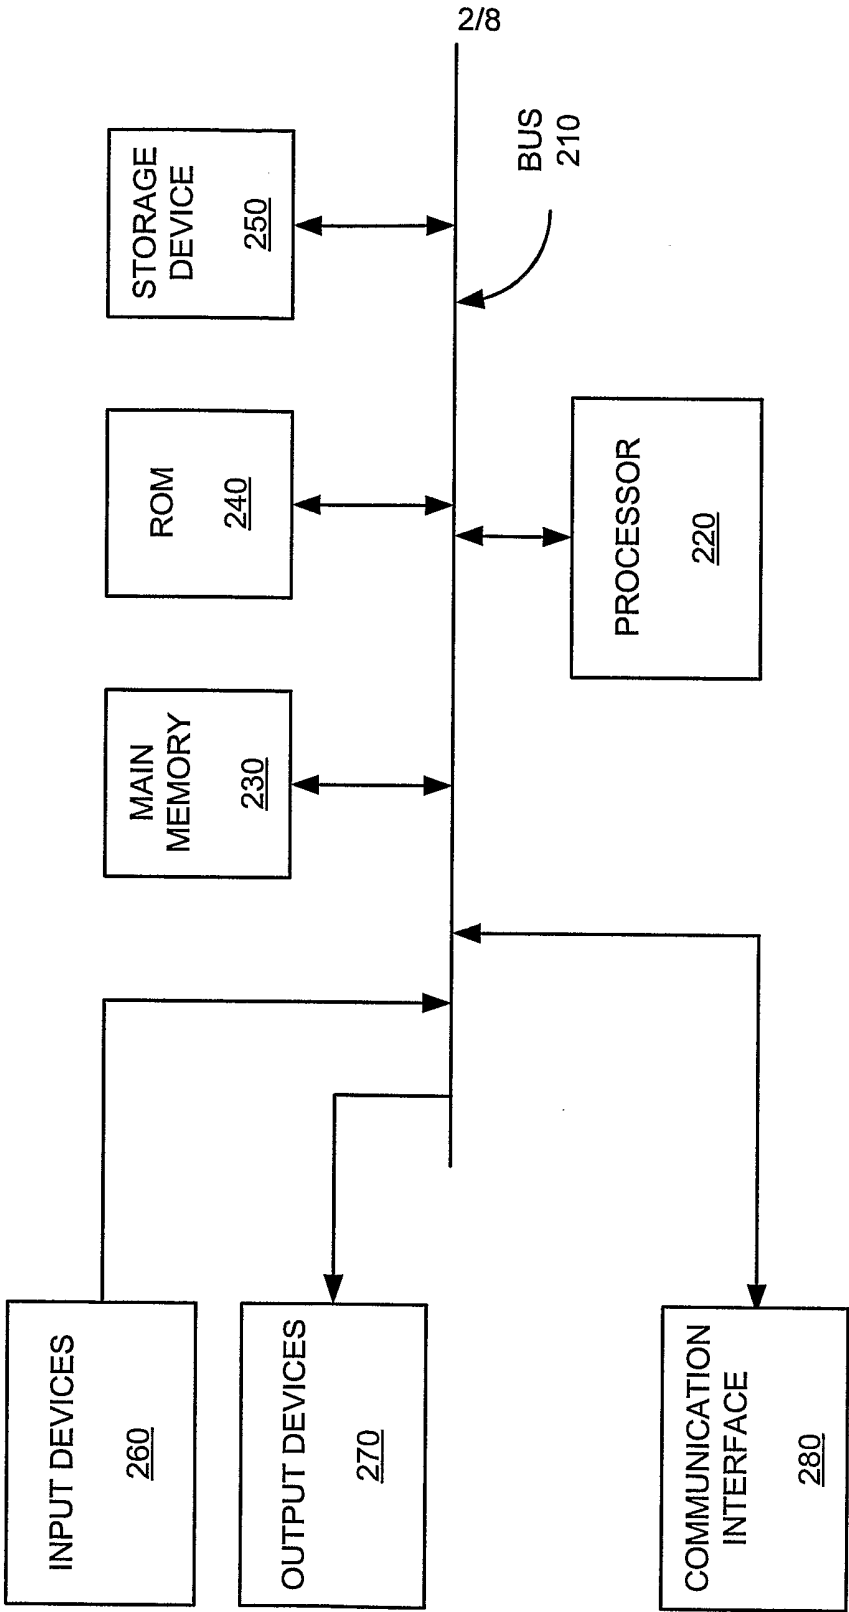 2/8
INPUT DEVICES
260
OUTPUT DEVICES
270
COMMUNICATION
INTERFACE
280
MAIN
MEMORY
230
ROM
240
STORAGE
DEVICE
250
PROCESSOR
220
BUS
210